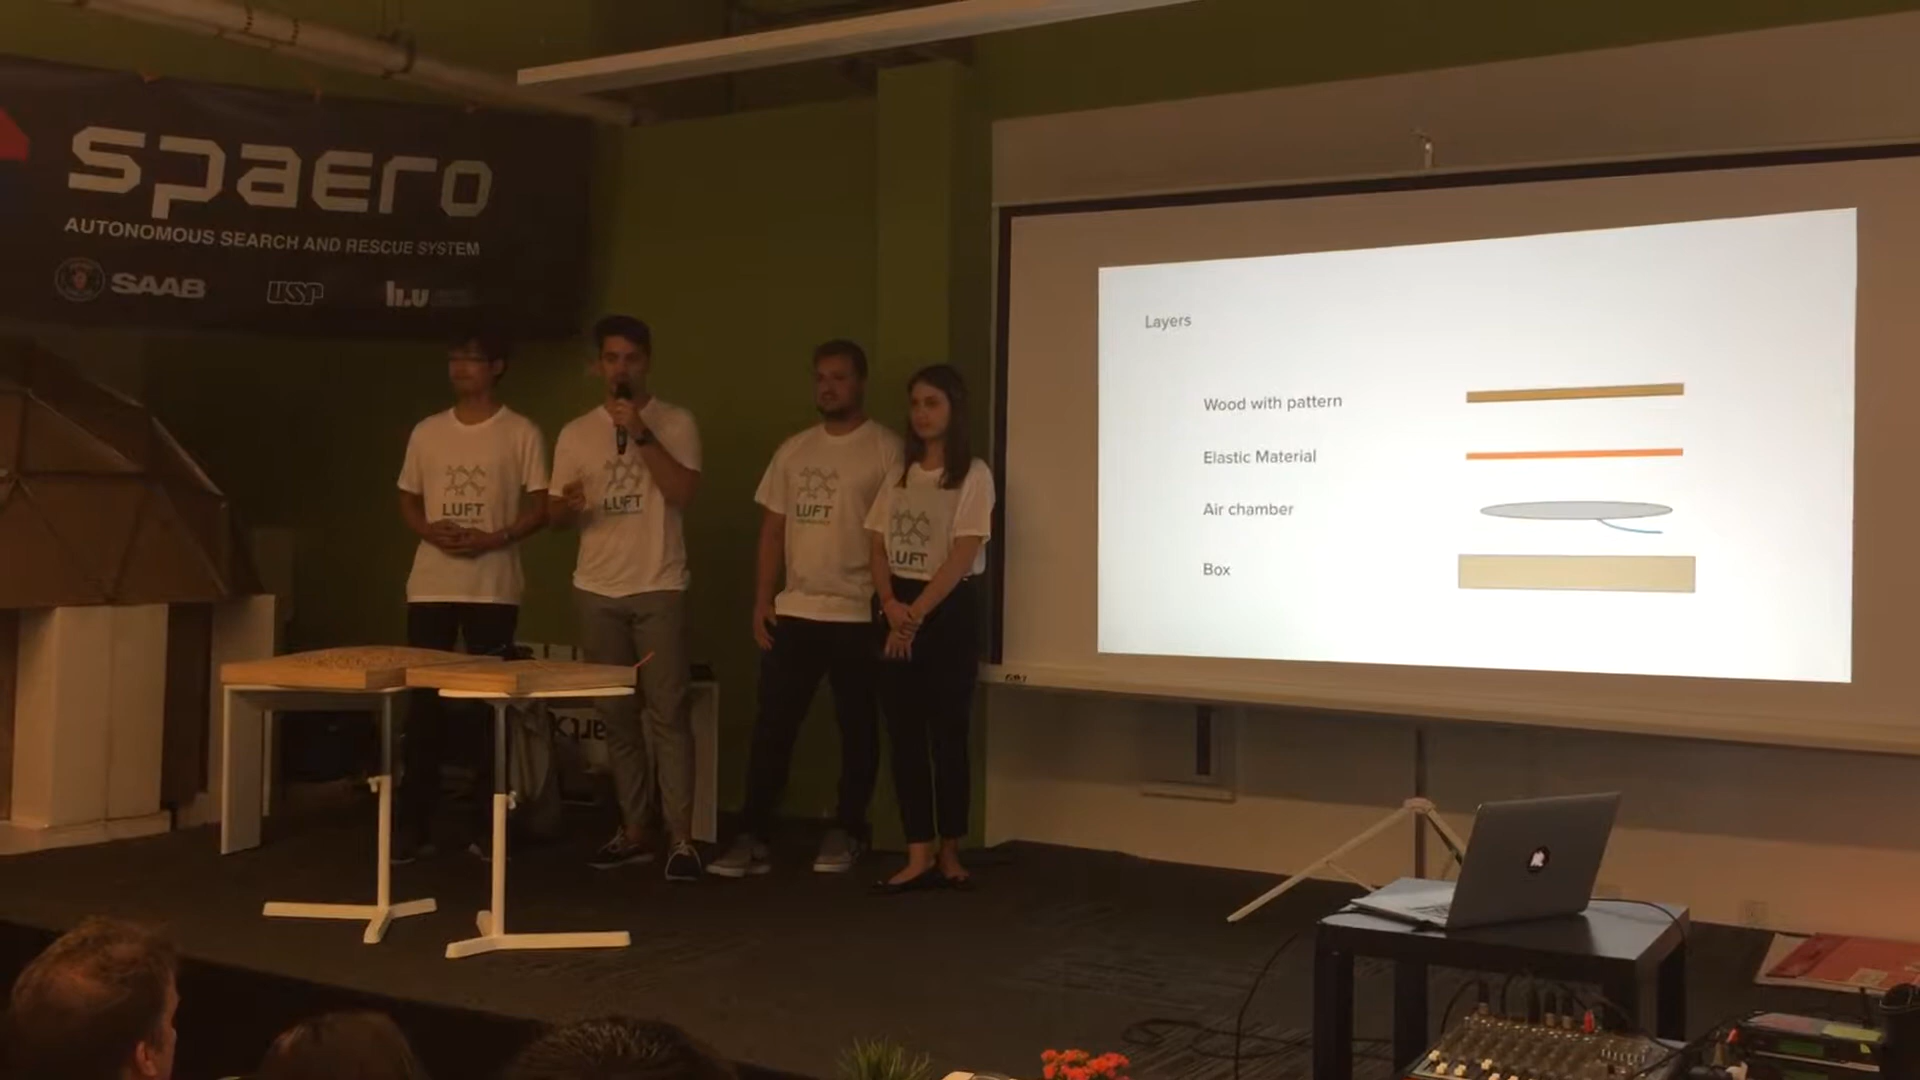 spaero
AUTONOMOUS SEARCH AND RESCUE SYSTEM
SAAB
USP
LUFT
LUFT
LUFT
LUFT
Layers
Wood with pattern
Elastic Material
Air chamber
Box